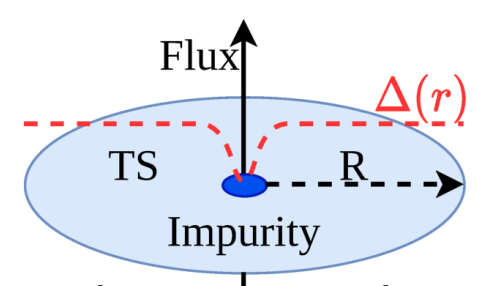 Flux
Δ(r)
TS
R
Impurity